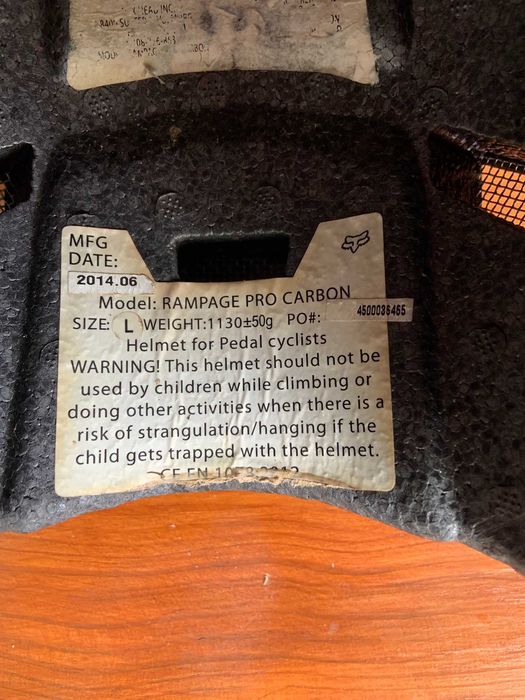 MFG
DATE:
2014.06
Model: RAMPAGE PRO CARBON
SIZE: L WEIGHT:1130±50g PO#: 4500036465
Helmet for Pedal cyclists
WARNING! This helmet should not be
used by children while climbing or
doing other activities when there is a
risk of strangulation/hanging if the
child gets trapped with the helmet.
CE EN